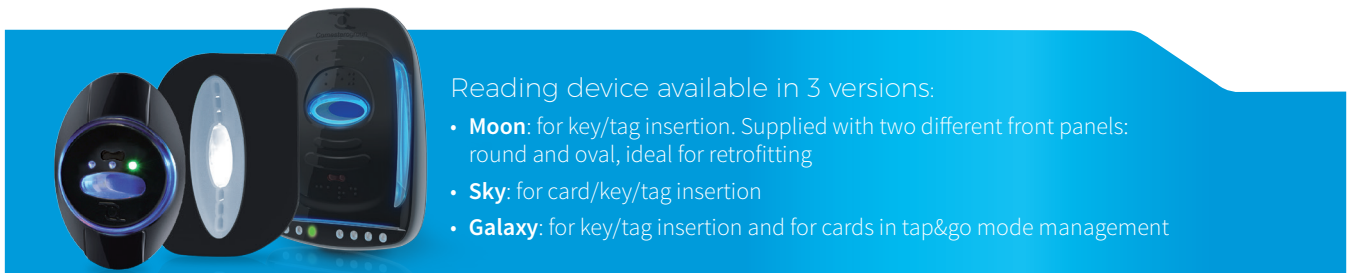 Reading device available in 3 versions:
• Moon: for key/tag insertion. Supplied with two different front panels:
round and oval, ideal for retrofitting
• Sky: for card/key/tag insertion
• Galaxy: for key/tag insertion and for cards in tap&go mode management